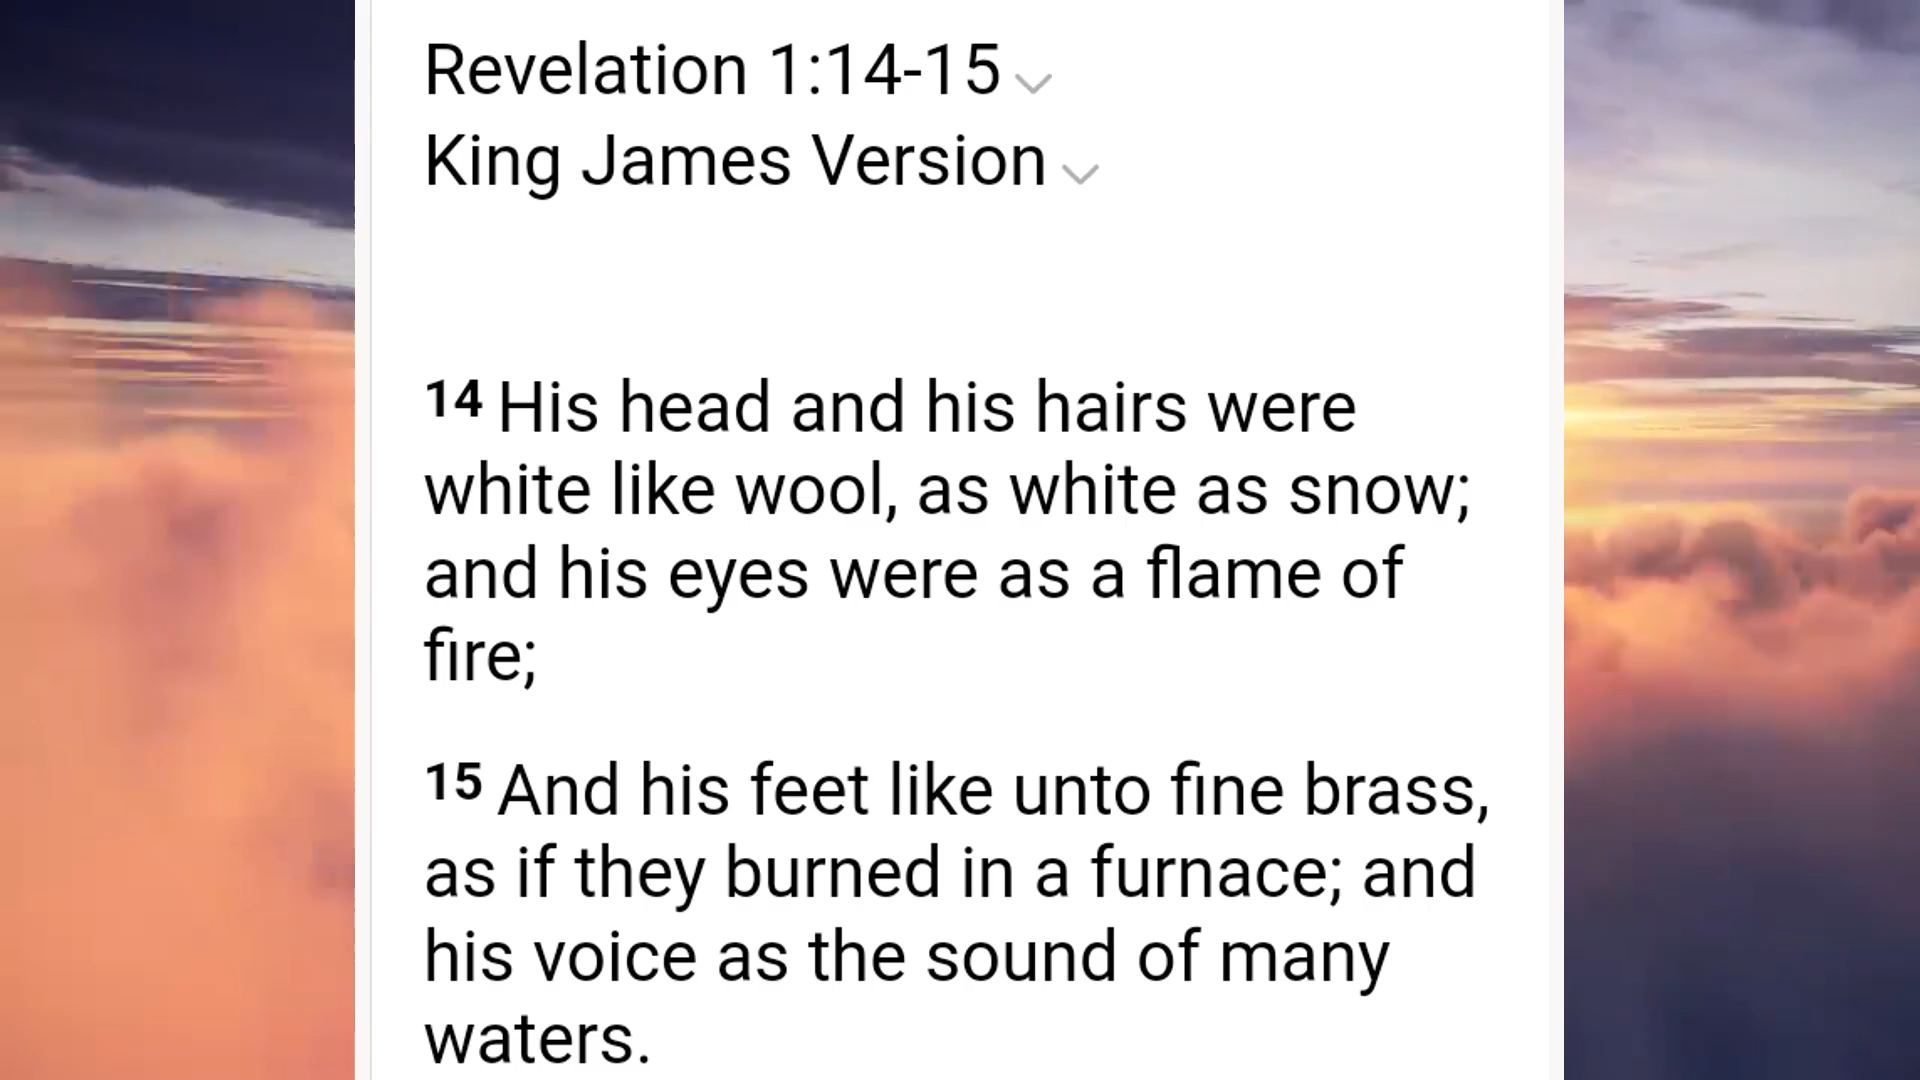 Revelation 1:14-15
King James Version
14 His head and his hairs were
white like wool, as white as snow;
and his eyes were as a flame of
fire;
15 And his feet like unto fine brass,
as if they burned in a furnace; and
his voice as the sound of many
waters.